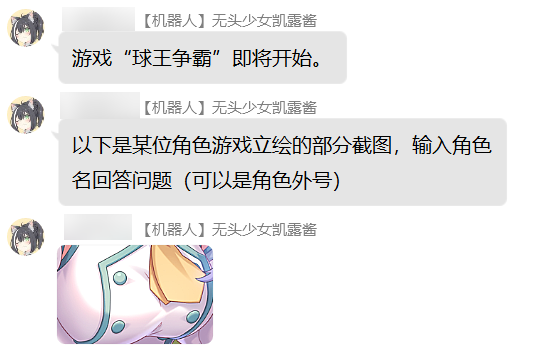 【机器人】无头少女凯露酱
游戏“球王争霸”即将开始。
【机器人】无头少女凯露酱
以下是某位角色游戏立绘的部分截图，输入角色
名回答问题（可以是角色外号）
【机器人】无头少女凯露酱